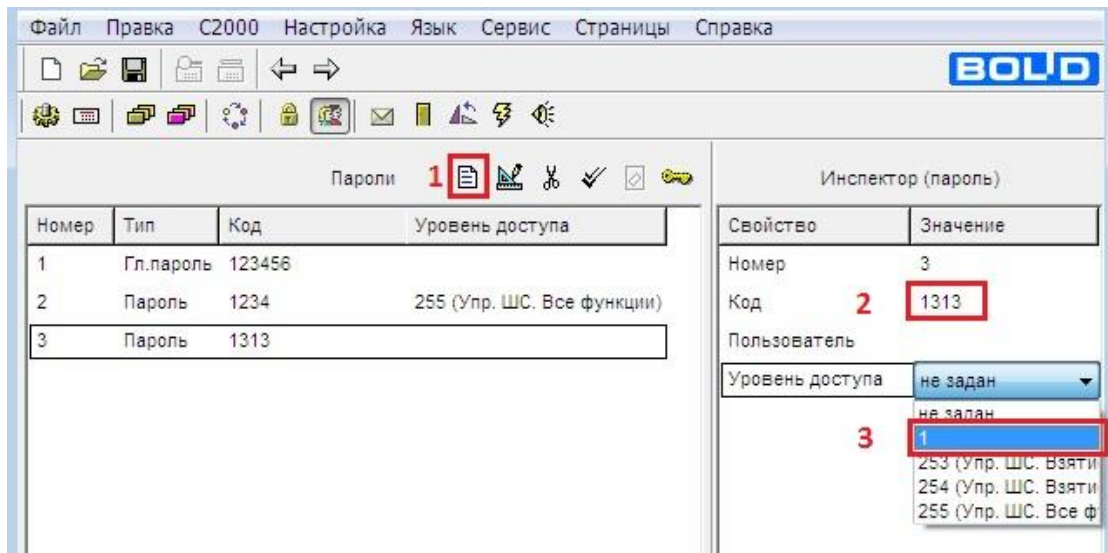 Файл Правка С2000 Настройка Язык Сервис Страницы Справка
BOLID
Пароли 1
Номер Тип Код Уровень доступа
1 Гл.пароль 123456
2 Пароль 1234 255 (Упр. ШС. Все функции)
3 Пароль 1313
Инспектор (пароль)
Свойство Значение
Номер 3
Код 2 1313
Пользователь
Уровень доступа не задан
не задан
3 1
253 (Упр. ШС. Взяти
254 (Упр. ШС. Взяти
255 (Упр. ШС. Все ф